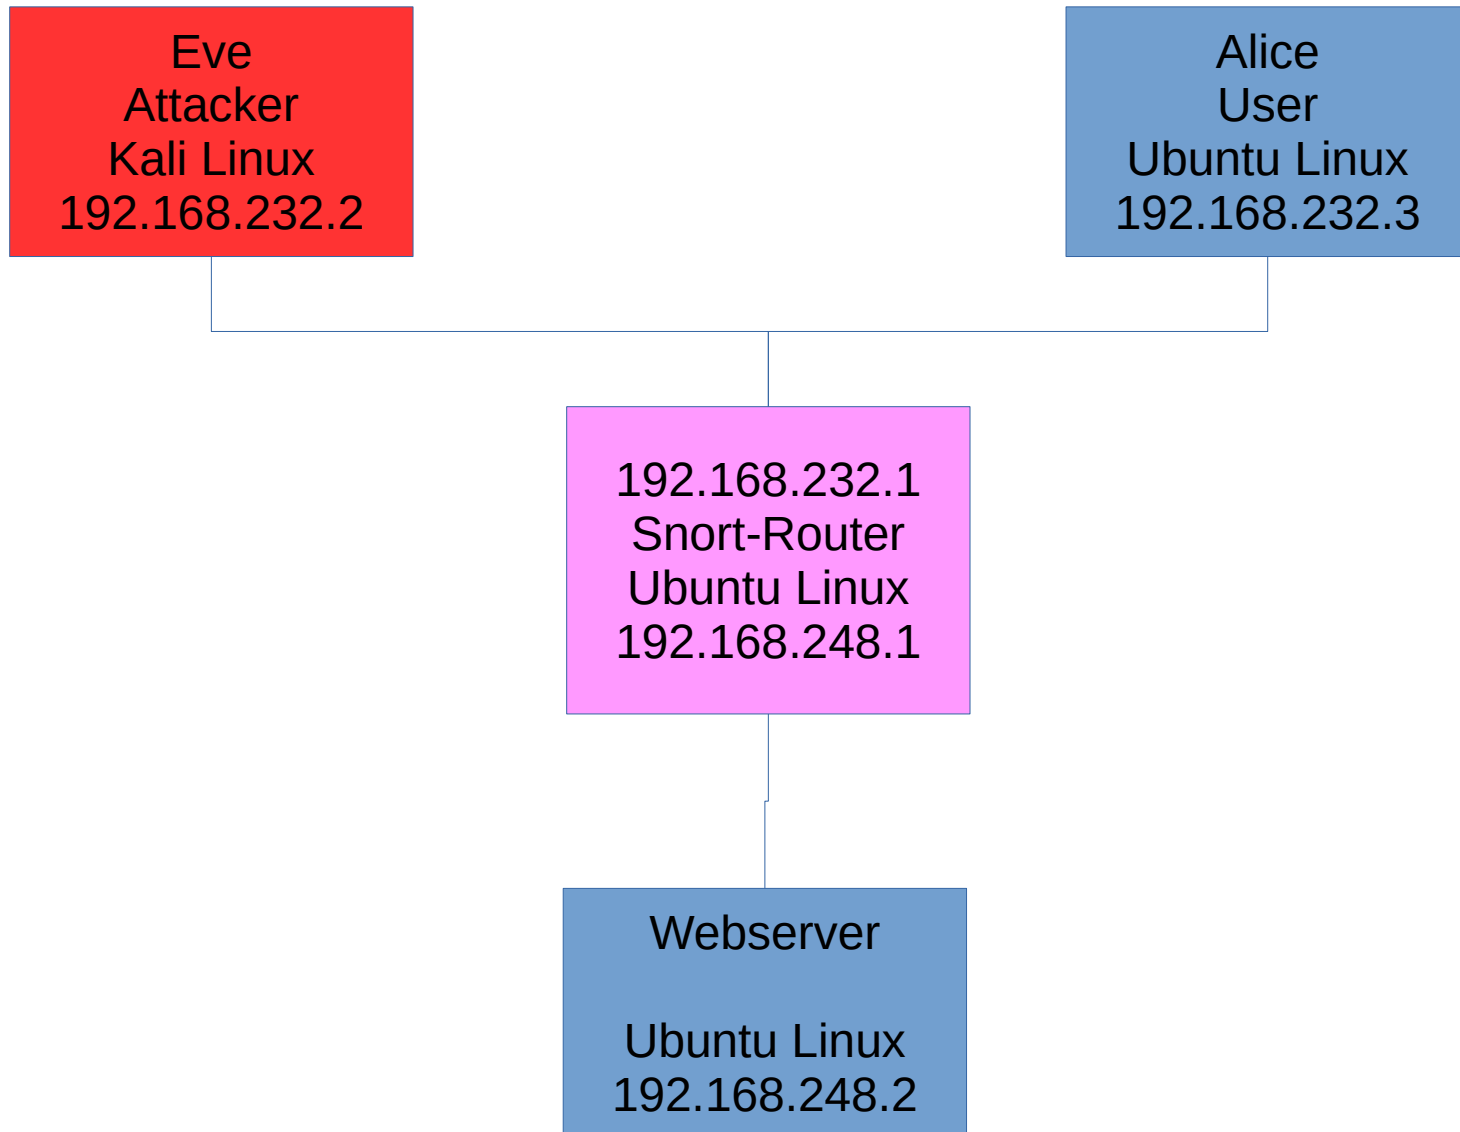 Eve
Attacker
Kali Linux
192.168.232.2
Alice
User
Ubuntu Linux
192.168.232.3
192.168.232.1
Snort-Router
Ubuntu Linux
192.168.248.1
Webserver
Ubuntu Linux
192.168.248.2